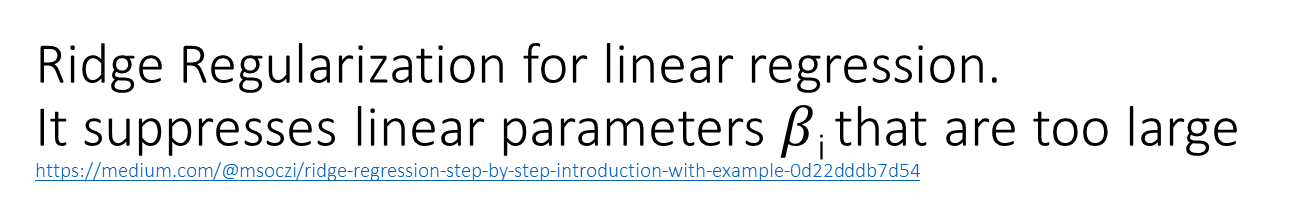 Ridge Regularization for linear regression.
It suppresses linear parameters βi that are too large
https://medium.com/@msoczi/ridge-regression-step-by-step-introduction-with-example-0d22dddb7d54